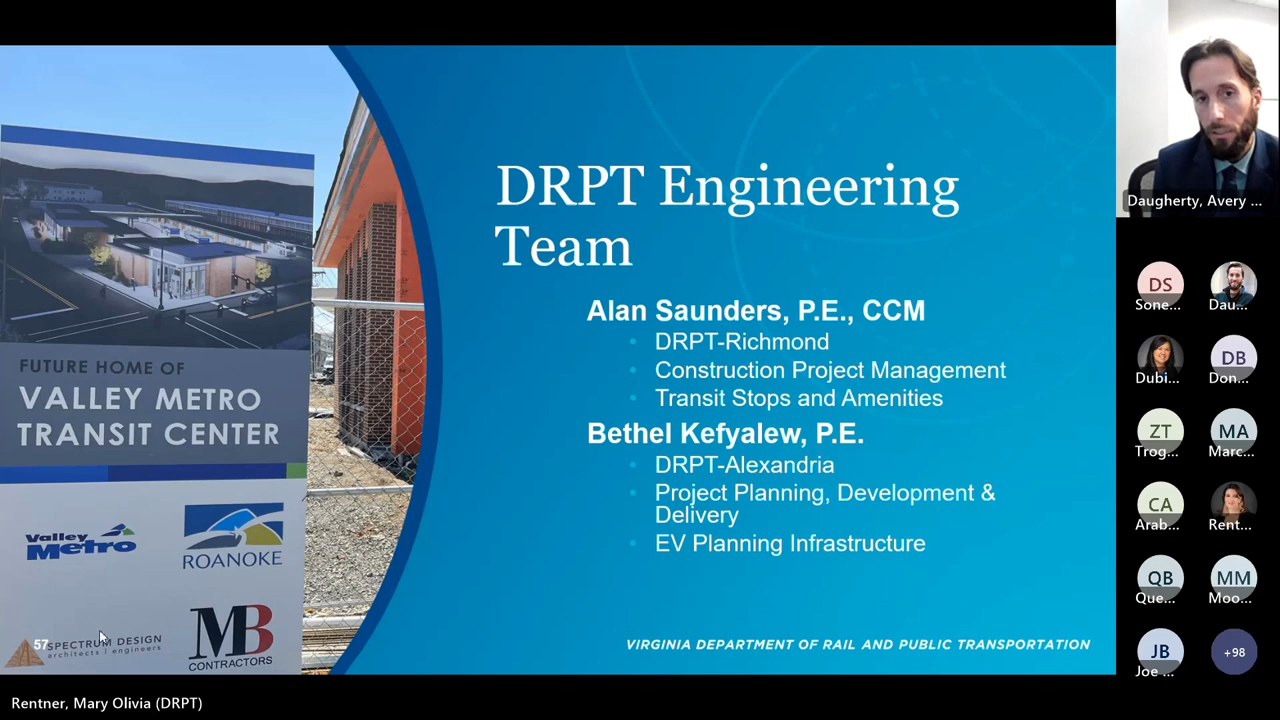 DRPT Engineering
Team
Alan Saunders, P.E., CCM
• DRPT-Richmond
• Construction Project Management
• Transit Stops and Amenities
Bethel Kefyalew, P.E.
• DRPT-Alexandria
• Project Planning, Development &
Delivery
• EV Planning Infrastructure
VIRGINIA DEPARTMENT OF RAIL AND PUBLIC TRANSPORTATION
FUTURE HOME OF
VALLEY METRO
TRANSIT CENTER
Valley
Metro
ROANOKE
57
SPECTRUM DESIGN
architects | engineers
MB
CONTRACTORS
Daugherty, Avery ...
DS
Sone...
Dau...
Dubi...
DB
Don...
ZT
Trog...
MA
Marc...
CA
Arab...
Rent...
QB
Que...
MM
Moo...
JB
Joe ...
+98
Rentner, Mary Olivia (DRPT)